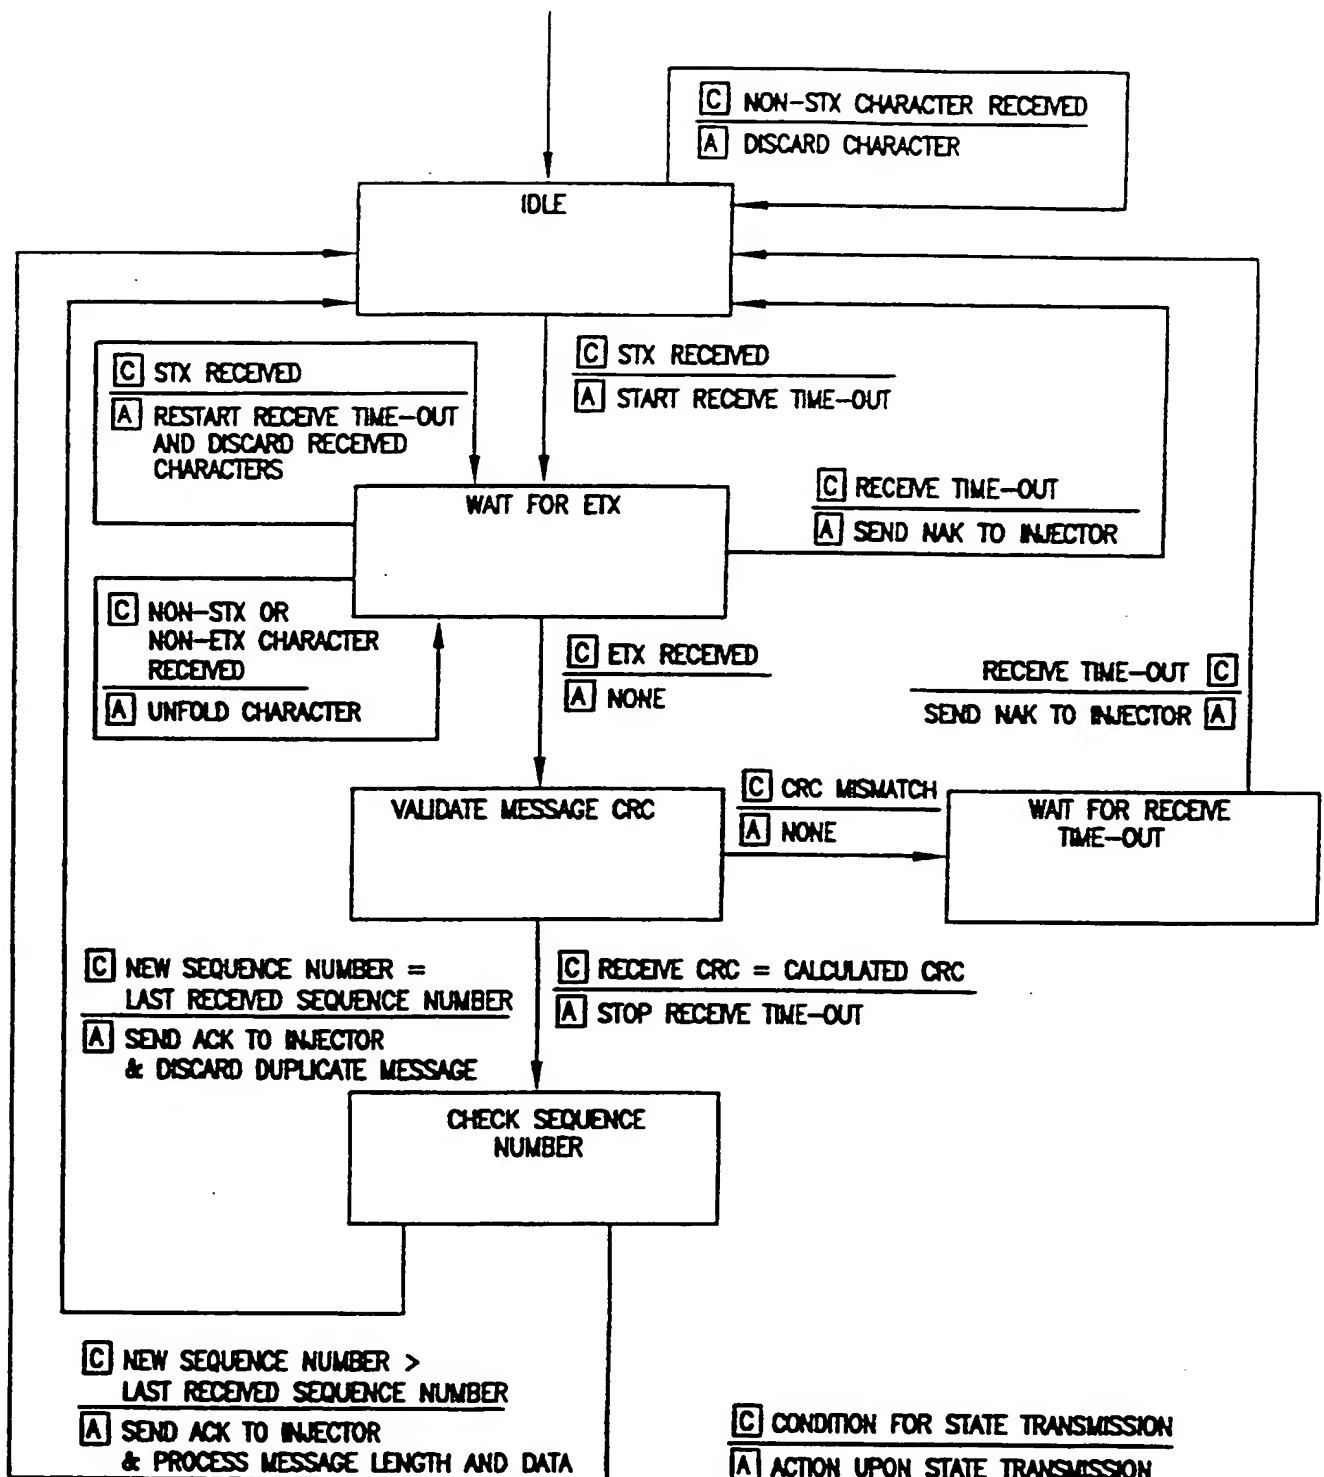 C NON-STX CHARACTER RECEIVED
A DISCARD CHARACTER
IDLE
C STX RECEIVED
A RESTART RECEIVE TIME-OUT
AND DISCARD RECEIVED
CHARACTERS
C STX RECEIVED
A START RECEIVE TIME-OUT
WAIT FOR ETX
C RECEIVE TIME-OUT
A SEND NAK TO INJECTOR
C NON-STX OR
NON-ETX CHARACTER
RECEIVED
A UNFOLD CHARACTER
C ETX RECEIVED
A NONE
RECEIVE TIME-OUT C
SEND NAK TO INJECTOR A
VALIDATE MESSAGE CRC
C CRC MISMATCH
A NONE
WAIT FOR RECEIVE
TIME-OUT
C NEW SEQUENCE NUMBER =
LAST RECEIVED SEQUENCE NUMBER
A SEND ACK TO INJECTOR
& DISCARD DUPLICATE MESSAGE
C RECEIVE CRC = CALCULATED CRC
A STOP RECEIVE TIME-OUT
CHECK SEQUENCE
NUMBER
C NEW SEQUENCE NUMBER >
LAST RECEIVED SEQUENCE NUMBER
A SEND ACK TO INJECTOR
& PROCESS MESSAGE LENGTH AND DATA
C CONDITION FOR STATE TRANSMISSION
A ACTION UPON STATE TRANSMISSION